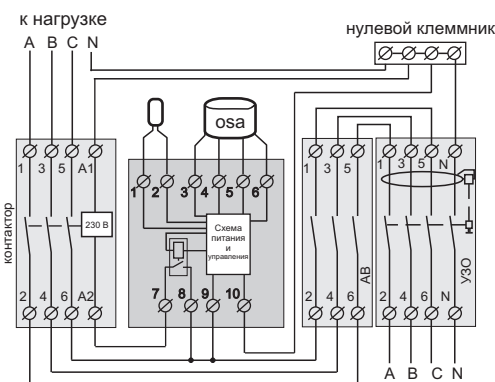 к нагрузке
A B C N
нулевой клеммник
osa
1 3 5 A1
1 2 3 4 5 6
1 3 5
1 3 5 N
контактор
230 В
Схема
питания
и
управления
АВ
УЗО
2 4 6 A2
7 8 9 10
2 4 6
2 4 6 N
A B C N